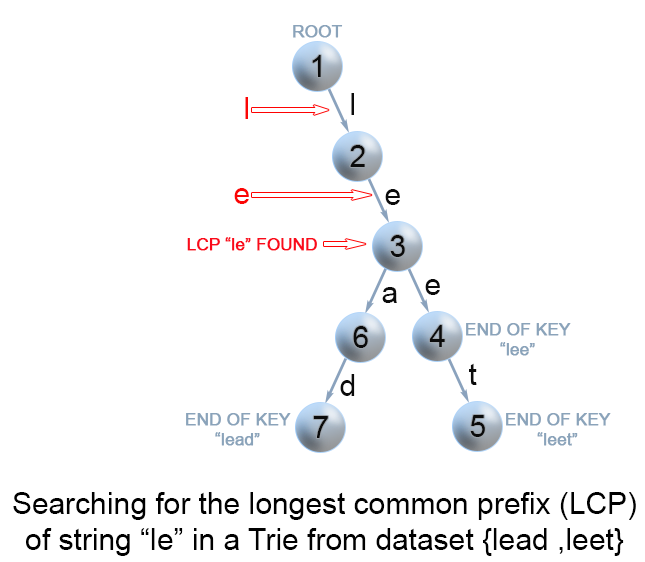 ROOT
1
l l
2
e e
LCP “le” FOUND 3
a e
6 4 END OF KEY
“lee”
d t
END OF KEY 7 5 END OF KEY
“lead” “leet”
Searching for the longest common prefix (LCP)
of string “le” in a Trie from dataset {lead ,leet}